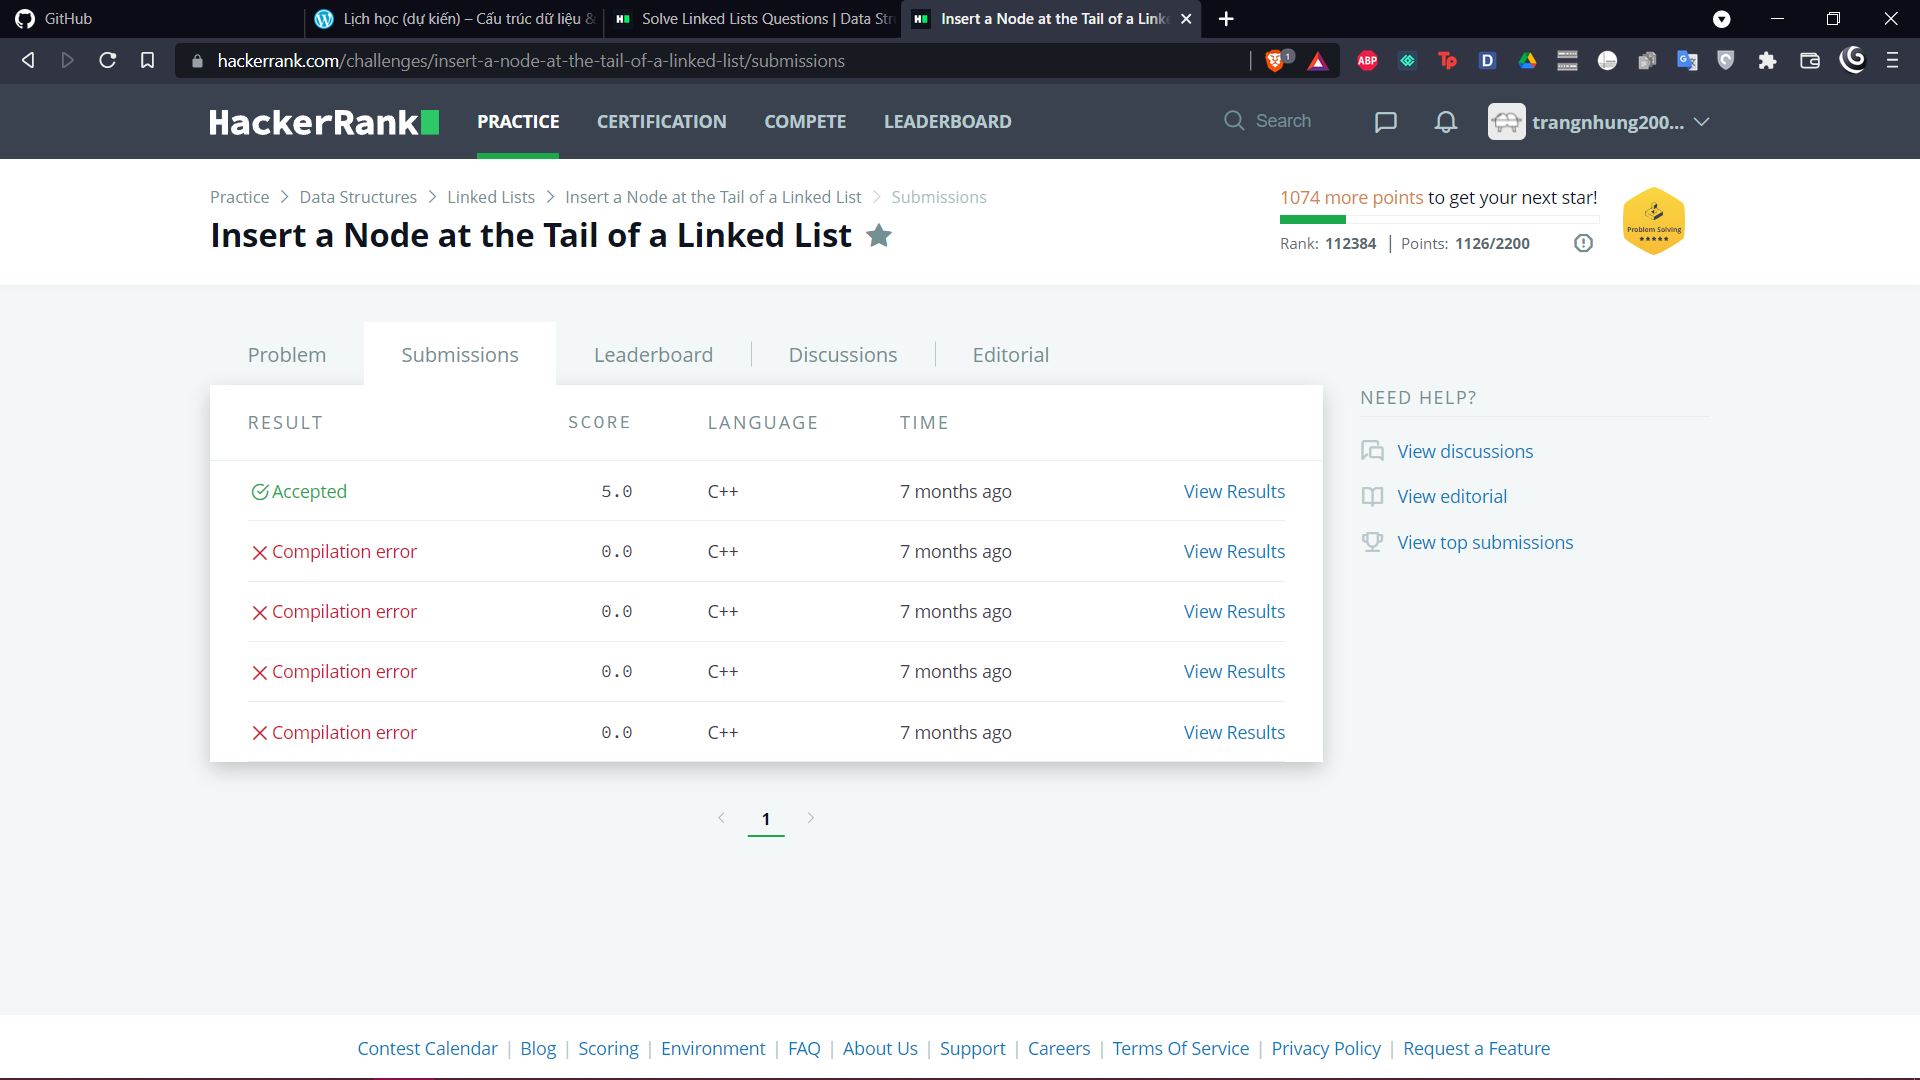 GitHub
Lịch học (dự kiến) – Cấu trúc dữ liệu &
Solve Linked Lists Questions | Data Stru
Insert a Node at the Tail of a Linke
hackerrank.com/challenges/insert-a-node-at-the-tail-of-a-linked-list/submissions
1
ABP
Tp
D
HackerRank
PRACTICE
CERTIFICATION
COMPETE
LEADERBOARD
Search
trangnhung200...
Practice > Data Structures > Linked Lists > Insert a Node at the Tail of a Linked List > Submissions
Insert a Node at the Tail of a Linked List
1074 more points to get your next star!
Rank: 112384 | Points: 1126/2200
Problem Solving
Problem
Submissions
Leaderboard
Discussions
Editorial
RESULT SCORE LANGUAGE TIME
Accepted 5.0 C++ 7 months ago View Results
Compilation error 0.0 C++ 7 months ago View Results
Compilation error 0.0 C++ 7 months ago View Results
Compilation error 0.0 C++ 7 months ago View Results
Compilation error 0.0 C++ 7 months ago View Results
1
NEED HELP?
View discussions
View editorial
View top submissions
Contest Calendar | Blog | Scoring | Environment | FAQ | About Us | Support | Careers | Terms Of Service | Privacy Policy | Request a Feature